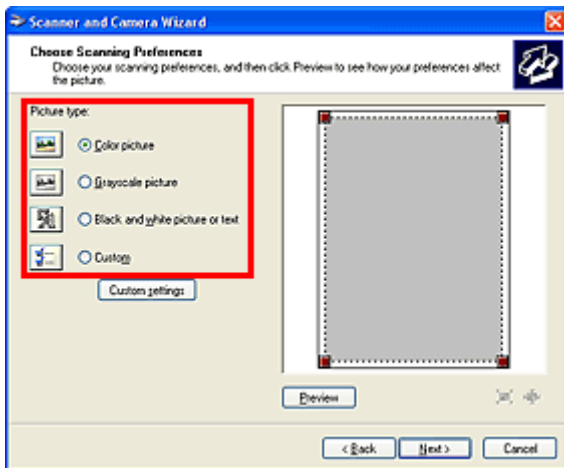 Scanner and Camera Wizard
Choose Scanning Preferences
Choose your scanning preferences, and then click Preview to see how your preferences affect
the picture.
Picture type:
Color picture
Grayscale picture
Black and white picture or text
Custom
Custom settings
Preview
< Back
Next >
Cancel